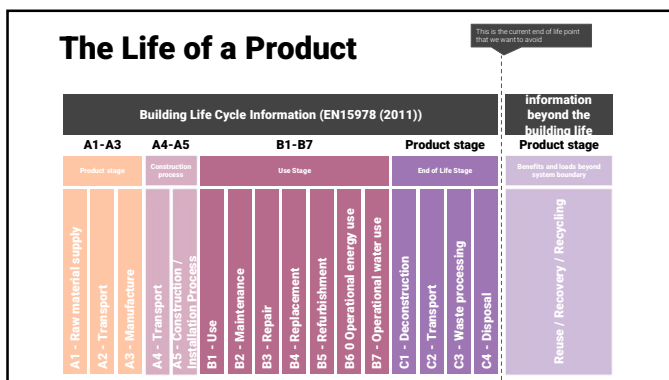 This is the current end of life point
that we want to avoid
The Life of a Product
Building Life Cycle Information (EN15978 (2011))
information
beyond the
building life
A1-A3
A4-A5
B1-B7
Product stage
Product stage
Product stage
Construction
process
Use Stage
End of Life Stage
Benefits and loads beyond
system boundary
A1 - Raw material supply
A2 - Transport
A3 - Manufacture
A4 - Transport
A5 - Construction /
Installation Process
B1 - Use
B2 - Maintenance
B3 - Repair
B4 - Replacement
B5 - Refurbishment
B6 0 Operational energy use
B7 - Operational water use
C1 - Deconstruction
C2 - Transport
C3 - Waste processing
C4 - Disposal
Reuse / Recovery / Recycling